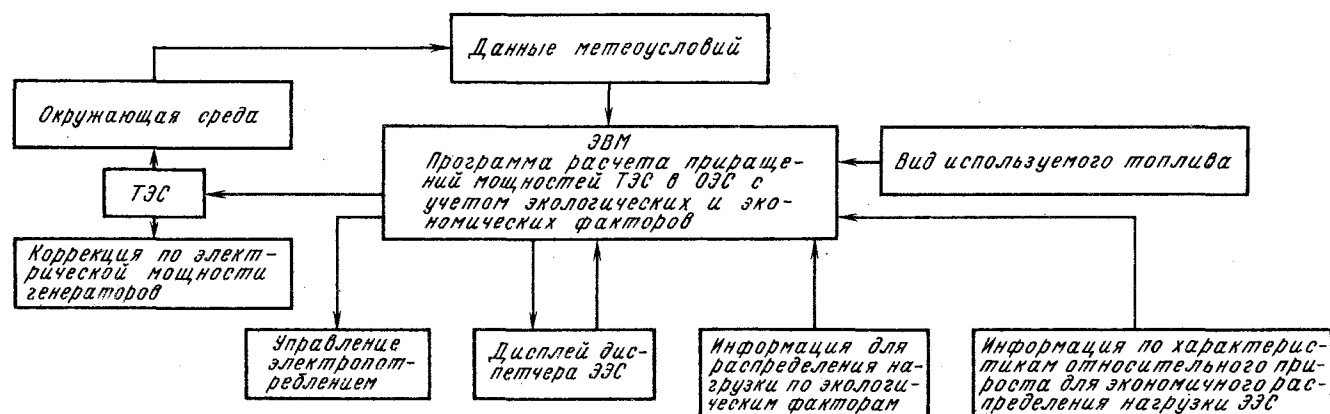 Данные метеоусловий
Окружающая среда
ЭВМ
Программа расчета прираще-
ний мощностей ТЭС в ОЭС с
учетом экологических и эко-
номических факторов
Вид используемого топлива
ТЭС
Коррекция по элект-
рической мощности
генераторов
Управление
электропот-
реблением
Дисплей дис-
петчера ЭЭС
Информация для
распределения на-
грузки по экологи-
ческим факторам
Информация по характерис-
тикам относительного при-
роста для экономичного рас-
пределения нагрузки ЭЭС